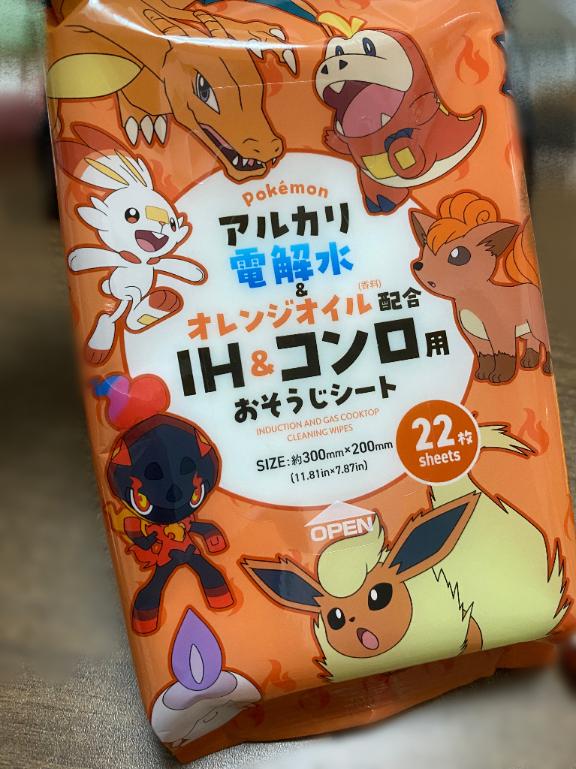 Pokémon
アルカリ
電解水
&
(香料)
オレンジオイル配合
IH&コンロ用
おそうじシート
INDUCTION AND GAS COOKTOP
CLEANING WIPES
SIZE:約300mm×200mm
(11.81in×7.87in)
22枚
sheets
OPEN